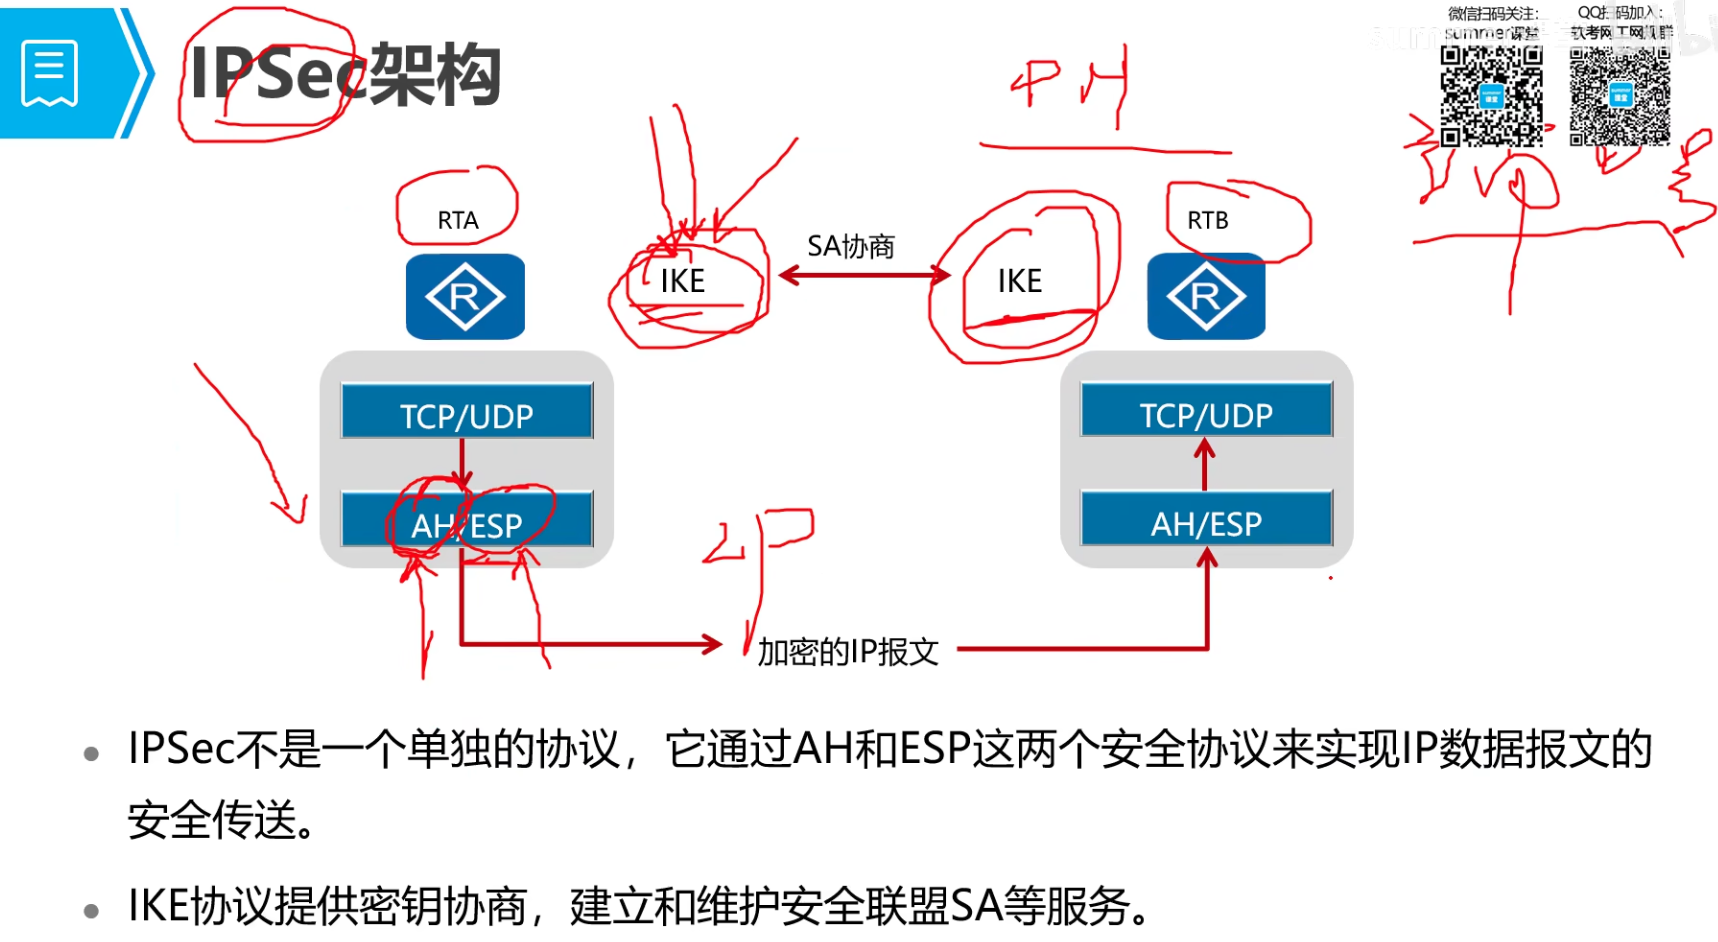 IPSec架构
微信扫码关注:
summer课堂
QQ扫码加入:
软考网工网规群
RTA
IKE
SA协商
IKE
RTB
TCP/UDP
TCP/UDP
AH/ESP
AH/ESP
IP
加密的IP报文
IPSec不是一个单独的协议，它通过AH和ESP这两个安全协议来实现IP数据报文的
安全传送。
IKE协议提供密钥协商，建立和维护安全联盟SA等服务。